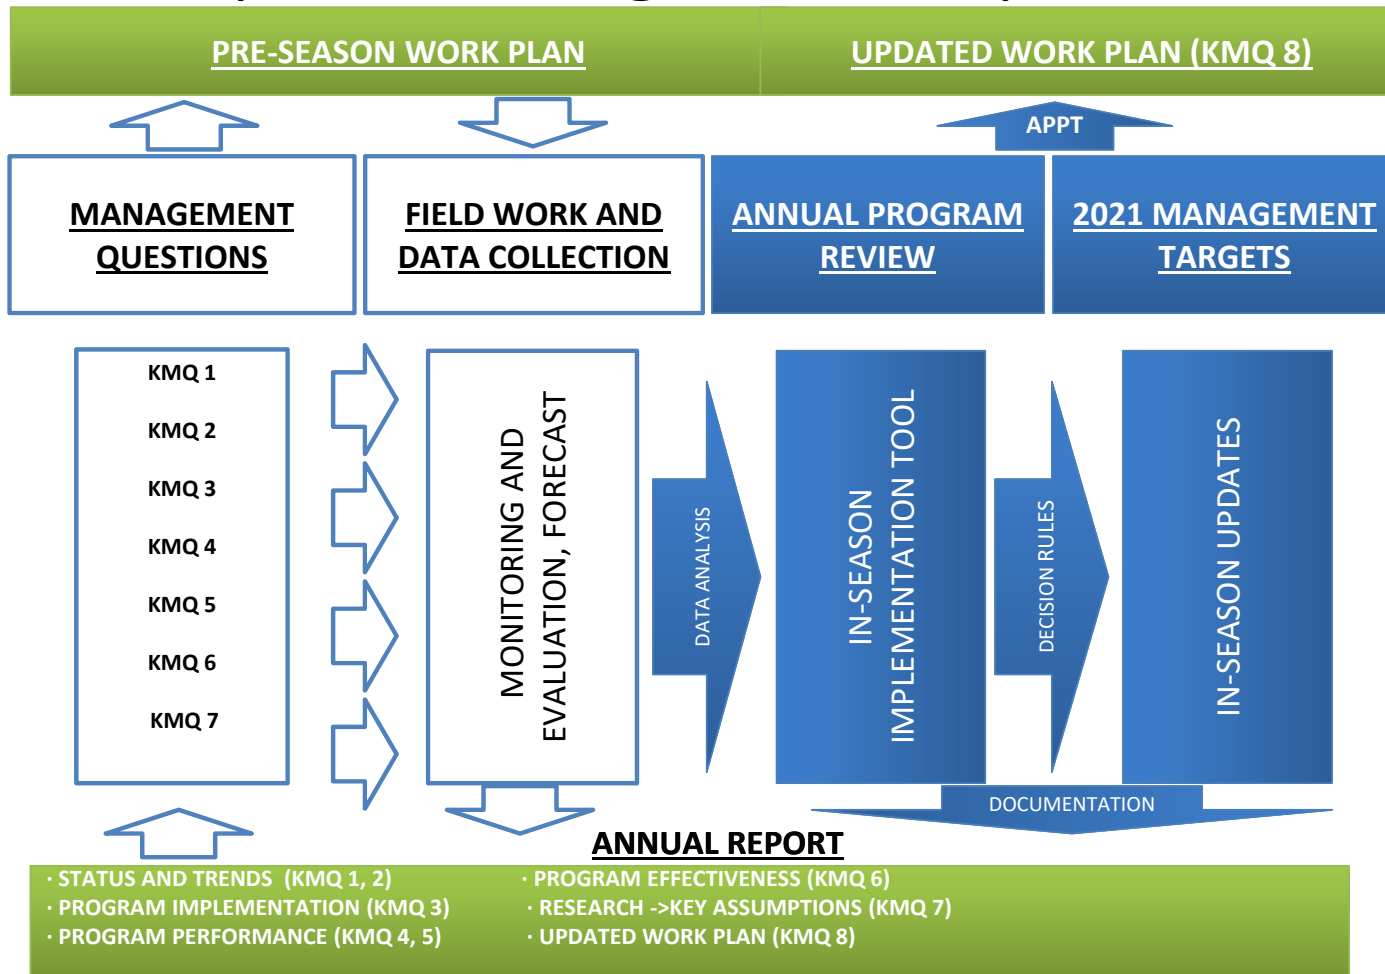 PRE-SEASON WORK PLAN
UPDATED WORK PLAN (KMQ 8)
APPT
MANAGEMENT
QUESTIONS
FIELD WORK AND
DATA COLLECTION
ANNUAL PROGRAM
REVIEW
2021 MANAGEMENT
TARGETS
KMQ 1
KMQ 2
KMQ 3
KMQ 4
KMQ 5
KMQ 6
KMQ 7
MONITORING AND
EVALUATION, FORECAST
DATA ANALYSIS
IN-SEASON
IMPLEMENTATION TOOL
DECISION RULES
IN-SEASON UPDATES
DOCUMENTATION
ANNUAL REPORT
· STATUS AND TRENDS (KMQ 1, 2)
· PROGRAM IMPLEMENTATION (KMQ 3)
· PROGRAM PERFORMANCE (KMQ 4, 5)
· PROGRAM EFFECTIVENESS (KMQ 6)
· RESEARCH ->KEY ASSUMPTIONS (KMQ 7)
· UPDATED WORK PLAN (KMQ 8)